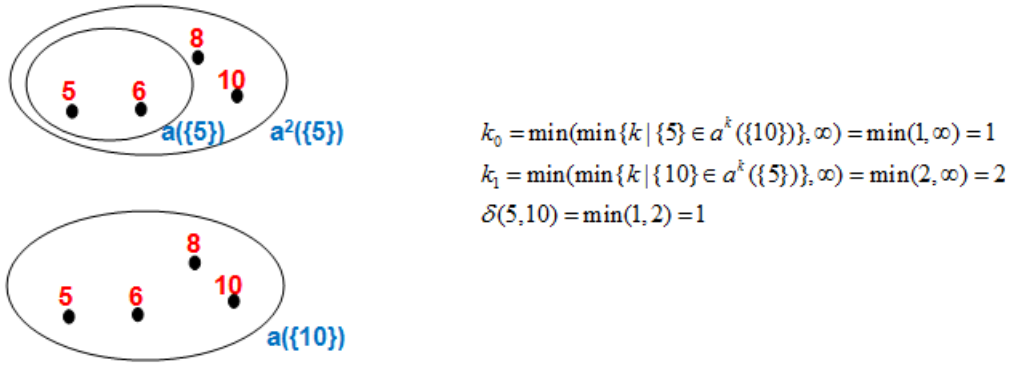 8
5 6 10
a({5}) a²({5})
k₀ = min(min{k | {5} ∈ aᵏ({10})}, ∞) = min(1, ∞) = 1
k₁ = min(min{k | {10} ∈ aᵏ({5})}, ∞) = min(2, ∞) = 2
δ(5,10) = min(1, 2) = 1
8
5 6 10
a({10})